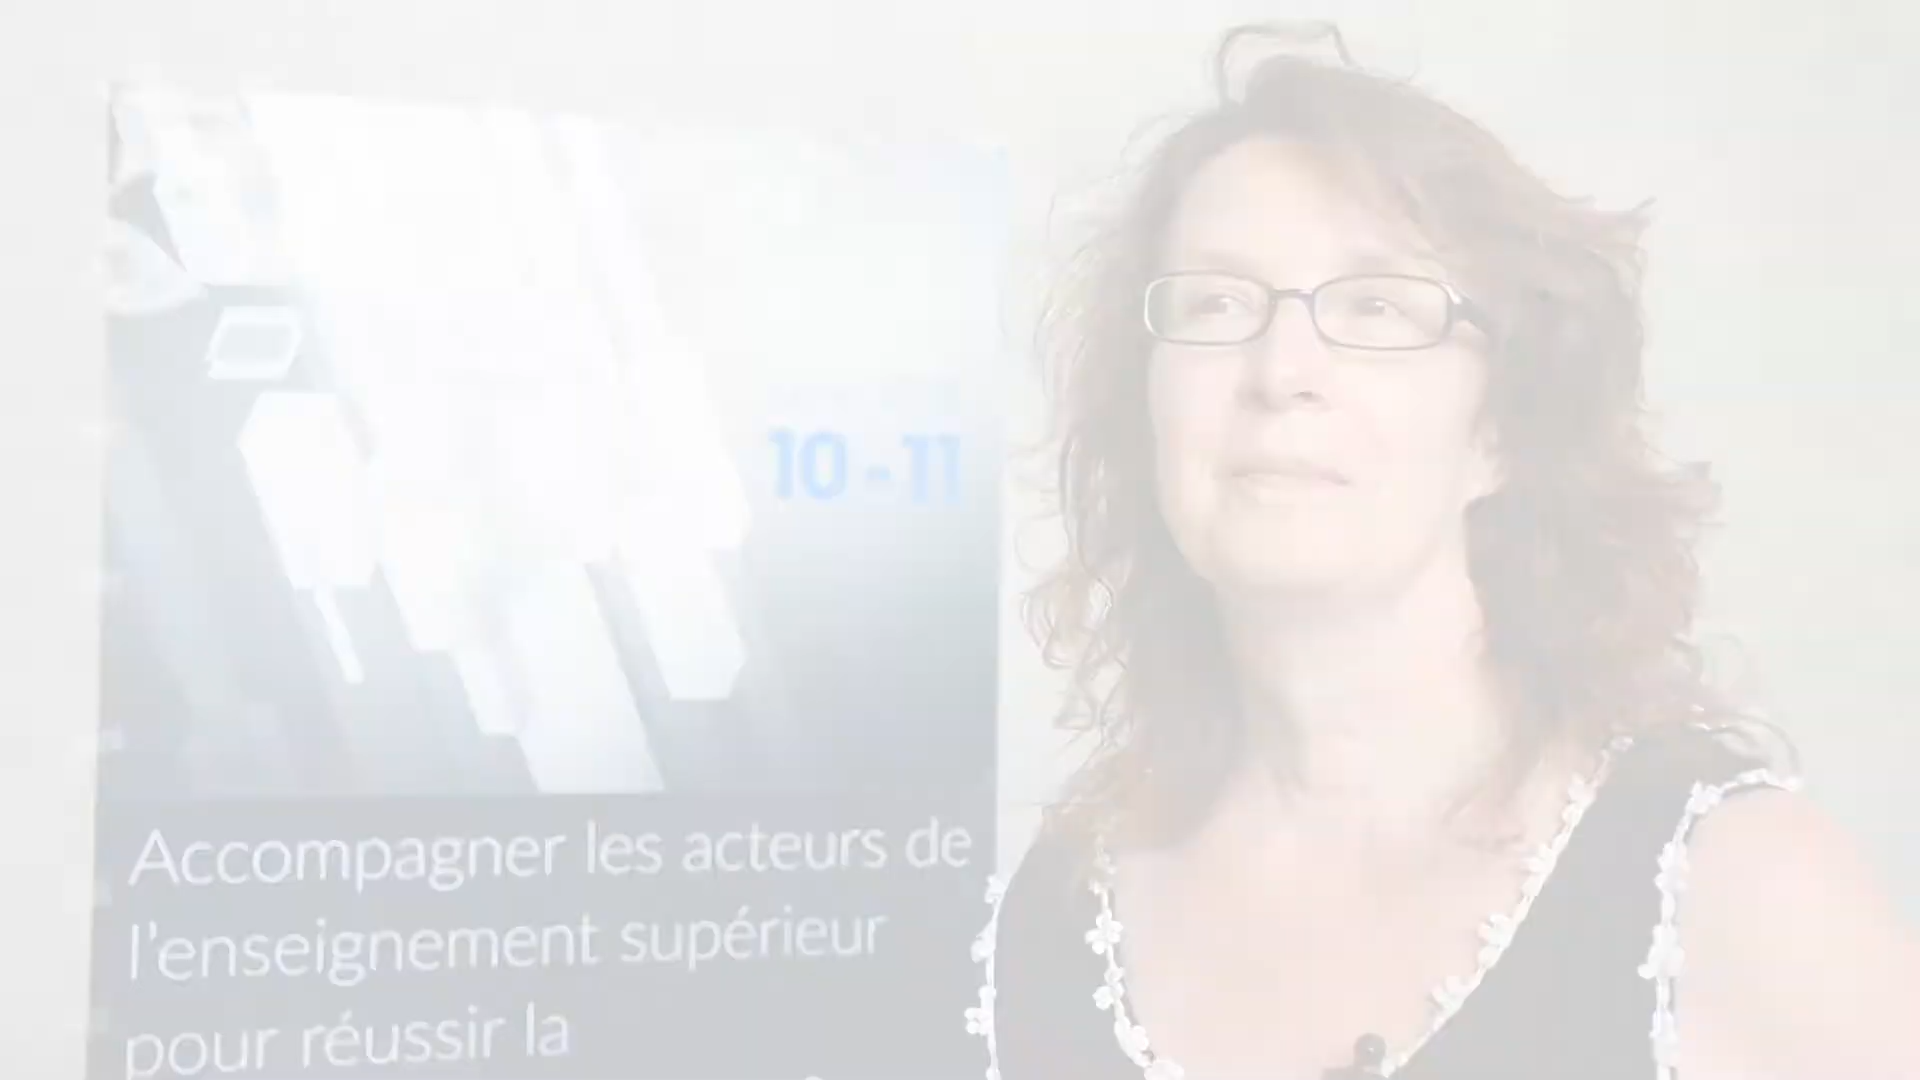 10 - 11
Accompagner les acteurs de
l'enseignement supérieur
pour réussir la